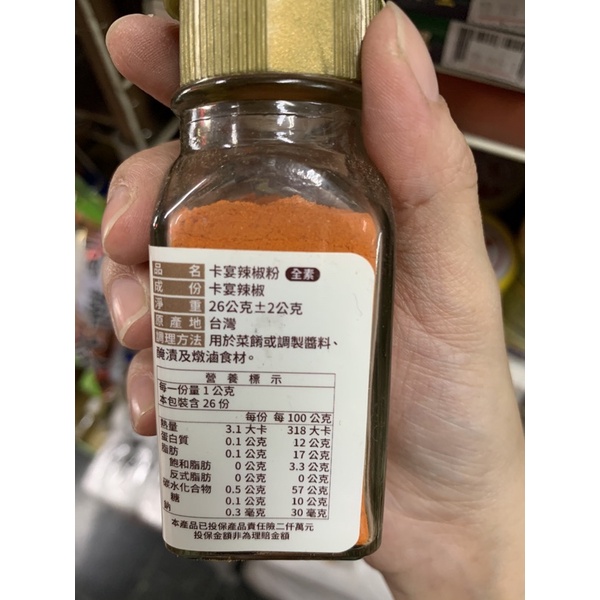 品名 卡宴辣椒粉 全素
成份 卡宴辣椒
淨重 26公克±2公克
原產地 台灣
調理方法 用於菜餚或調製醬料、
醃漬及燉滷食材。
營養標示
每一份量 1 公克
本包裝含 26 份
每份 每 100 公克
熱量 3.1 大卡 318 大卡
蛋白質 0.1 公克 12 公克
脂肪 0.1 公克 17 公克
飽和脂肪 0 公克 3.3 公克
反式脂肪 0 公克 0 公克
碳水化合物 0.5 公克 57 公克
糖 0.1 公克 10 公克
鈉 0.3 毫克 30 毫克
本產品已投保產品責任險二仟萬元
投保金額非為理賠金額